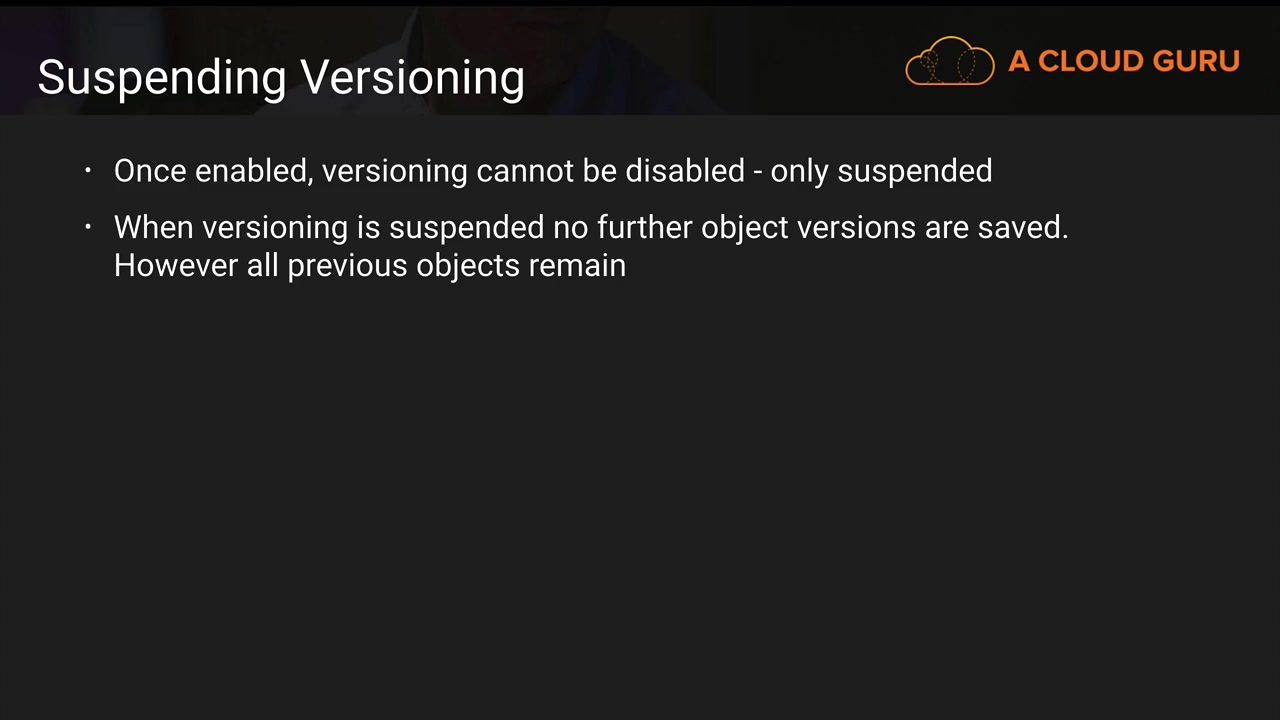 Suspending Versioning
A CLOUD GURU
· Once enabled, versioning cannot be disabled - only suspended
· When versioning is suspended no further object versions are saved.
However all previous objects remain